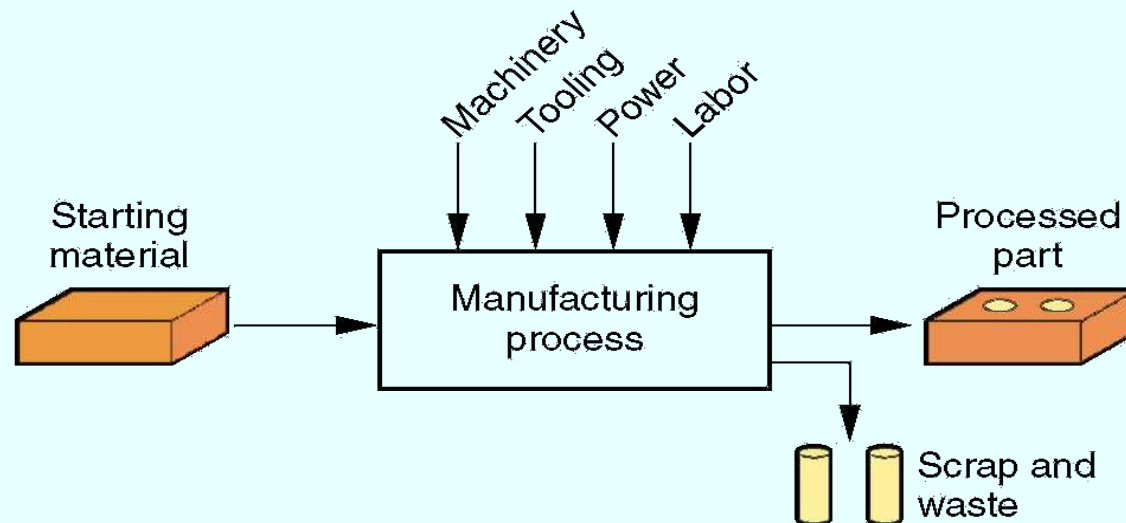 Machinery
Tooling
Power
Labor
Starting
material
Manufacturing
process
Processed
part
Scrap and
waste